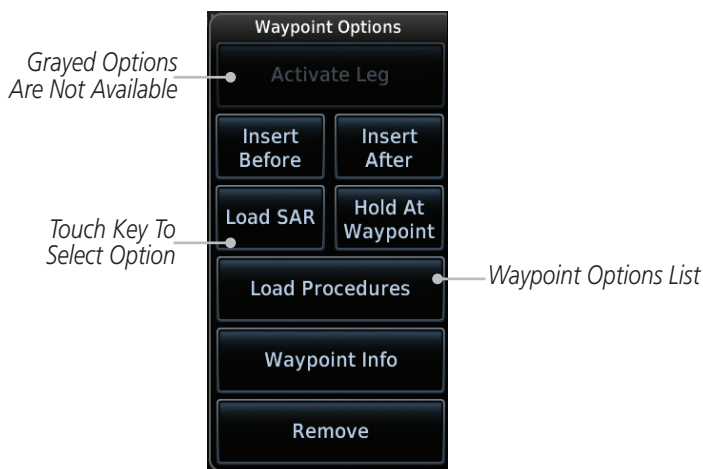 Waypoint Options
Grayed Options
Are Not Available
Activate Leg
Insert
Before
Insert
After
Touch Key To
Select Option
Load SAR
Hold At
Waypoint
Load Procedures
Waypoint Options List
Waypoint Info
Remove